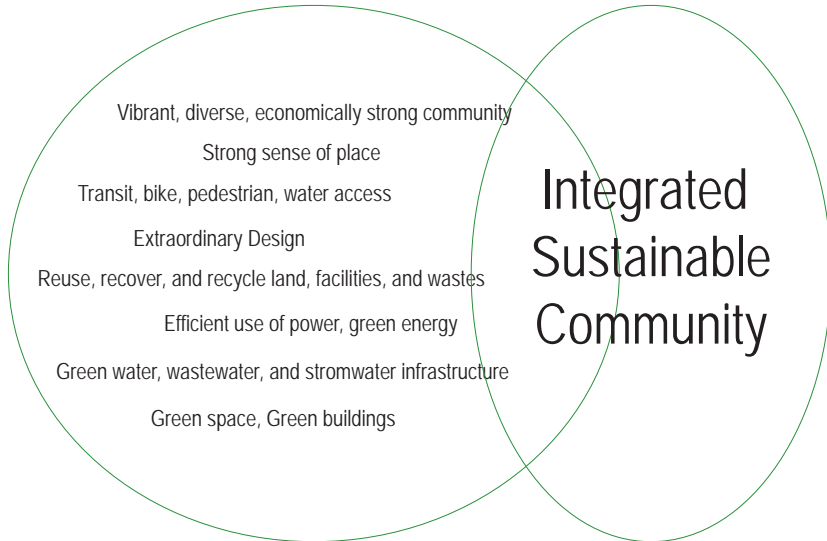 Vibrant, diverse, economically strong community
Strong sense of place
Transit, bike, pedestrian, water access
Extraordinary Design
Reuse, recover, and recycle land, facilities, and wastes
Efficient use of power, green energy
Green water, wastewater, and stromwater infrastructure
Green space, Green buildings
Integrated
Sustainable
Community